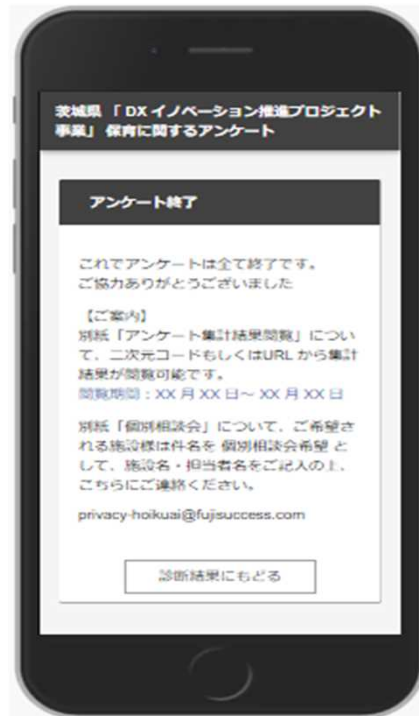 茨城県 「 DX イノベーション推進プロジェクト
事業」 保育に関するアンケート
アンケート終了
これでアンケートは全て終了です。
ご協力ありがとうございました
【ご案内】
別紙「アンケート集計結果閲覧」につい
て、二次元コードもしくはURL から集計
結果が閲覧可能です。
閲覧期間：XX 月 XX 日～ XX 月 XX 日
別紙「個別相談会」について、ご希望さ
れる施設様は件名を 個別相談会希望 と
して、施設名・担当者名をご記入の上、
こちらにご連絡ください。
privacy-hoikuai@fujisuccess.com
診断結果にもどる